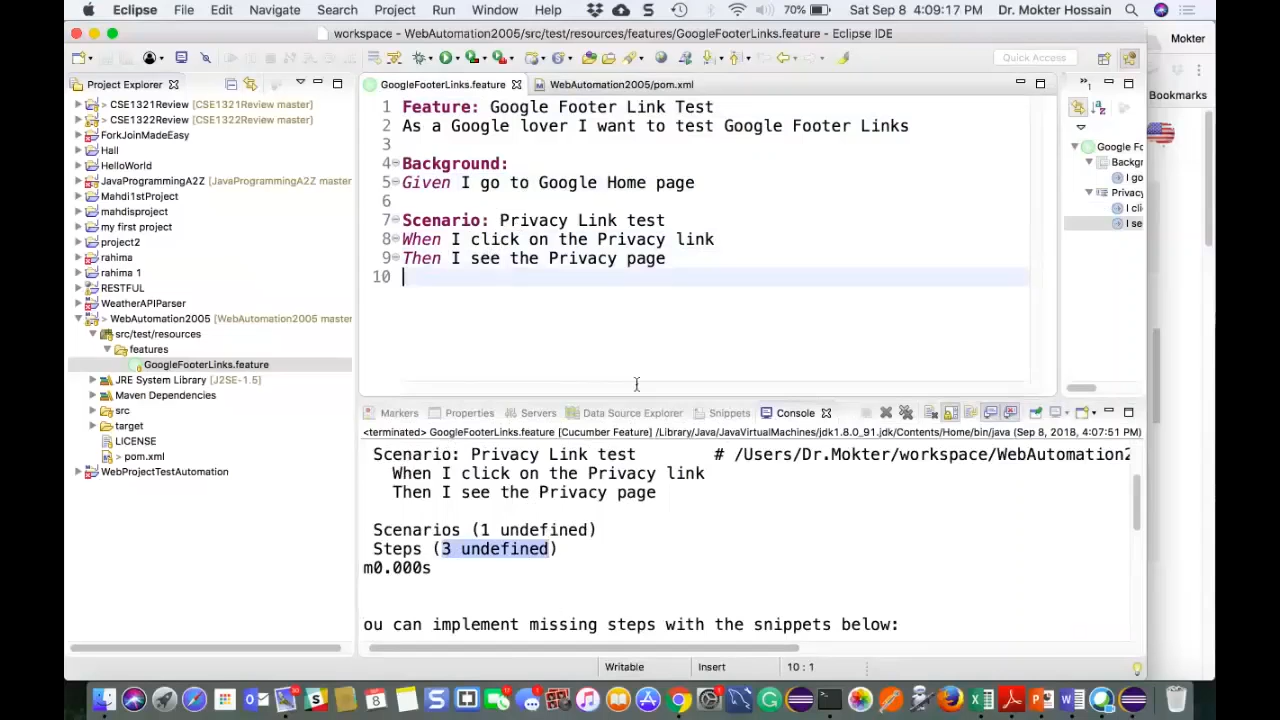 Eclipse File Edit Navigate Search Project Run Window Help 70% Sat Sep 8 4:09:17 PM Dr. Mokter Hossain
workspace - WebAutomation2005/src/test/resources/features/GoogleFooterLinks.feature - Eclipse IDE
Mokter
Quick Access
Project Explorer
GoogleFooterLinks.feature
WebAutomation2005/pom.xml
Bookmarks
> CSE1321Review [CSE1321Review master]
> CSE1322Review [CSE1322Review master]
ForkJoinMadeEasy
Hall
HelloWorld
JavaProgrammingA2Z [JavaProgrammingA2Z master
Mahdi1stProject
mahdisproject
my first project
project2
rahima
rahima 1
RESTFUL
WeatherAPIParser
> WebAutomation2005 [WebAutomation2005 master
src/test/resources
features
GoogleFooterLinks.feature
JRE System Library [J2SE-1.5]
Maven Dependencies
src
target
LICENSE
> pom.xml
WebProjectTestAutomation
1 Feature: Google Footer Link Test
2 As a Google lover I want to test Google Footer Links
3
4 Background:
5 Given I go to Google Home page
6
7 Scenario: Privacy Link test
8 When I click on the Privacy link
9 Then I see the Privacy page
10
Google Fo
Backgr
I go
Privacy
I cli
I se
Markers Properties Servers Data Source Explorer Snippets Console
<terminated> GoogleFooterLinks.feature [Cucumber Feature] /Library/Java/JavaVirtualMachines/jdk1.8.0_91.jdk/Contents/Home/bin/java (Sep 8, 2018, 4:07:51 PM)
Scenario: Privacy Link test # /Users/Dr.Mokter/workspace/WebAutomation2
When I click on the Privacy link
Then I see the Privacy page
Scenarios (1 undefined)
Steps (3 undefined)
m0.000s
ou can implement missing steps with the snippets below:
Writable Insert 10 : 1